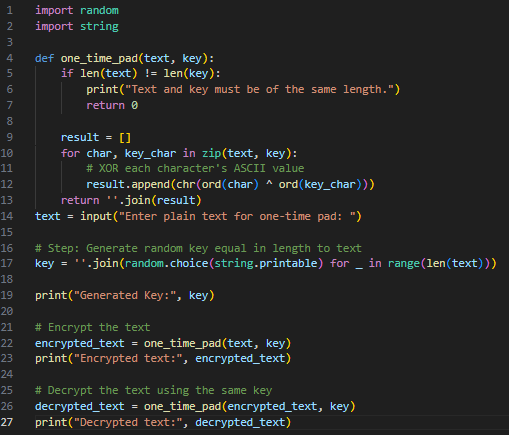 1 import random
2 import string
3
4 def one_time_pad(text, key):
5     if len(text) != len(key):
6         print("Text and key must be of the same length.")
7         return 0
8
9     result = []
10     for char, key_char in zip(text, key):
11         # XOR each character's ASCII value
12         result.append(chr(ord(char) ^ ord(key_char)))
13     return ''.join(result)
14 text = input("Enter plain text for one-time pad: ")
15
16 # Step: Generate random key equal in length to text
17 key = ''.join(random.choice(string.printable) for _ in range(len(text)))
18
19 print("Generated Key:", key)
20
21 # Encrypt the text
22 encrypted_text = one_time_pad(text, key)
23 print("Encrypted text:", encrypted_text)
24
25 # Decrypt the text using the same key
26 decrypted_text = one_time_pad(encrypted_text, key)
27 print("Decrypted text:", decrypted_text)